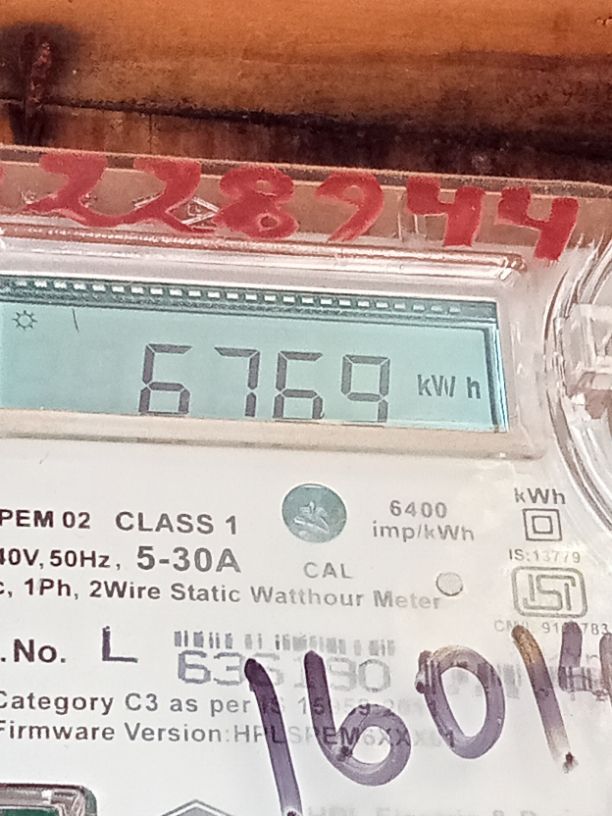 228944
6769 kWh
PEM 02 CLASS 1
6400
imp/kWh
kWh
40V, 50Hz, 5-30A
CAL
IS:13779
, 1Ph, 2Wire Static Watthour Meter
.No. L
Category C3 as per
Firmware Version:
1601